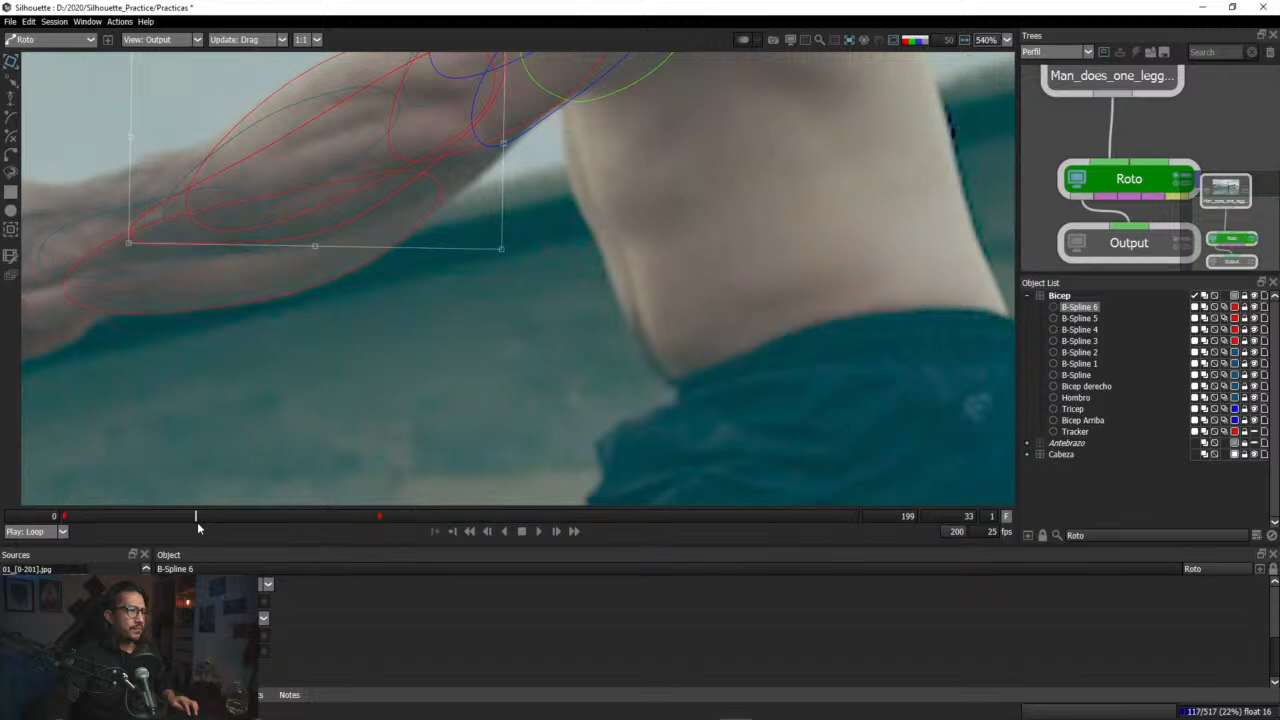 Silhouette : D:/2020/Silhouette_Practice/Practicas *
File Edit Session Window Actions Help
Roto View: Output Update: Drag 1:1 50 540%
Trees
Perfil Search
Man_does_one_legg...
Roto
Output
Roto
Output
Object List
Bicep
B-Spline 6
B-Spline 5
B-Spline 4
B-Spline 3
B-Spline 2
B-Spline 1
B-Spline
Bicep derecho
Hombro
Tricep
Bicep Arriba
Tracker
Antebrazo
Cabeza
0 199 33 1 F
Play: Loop 200 25 fps
Roto
Sources Object
01_[0-201].jpg B-Spline 6 Roto
Notes
117/517 (22%) float 16